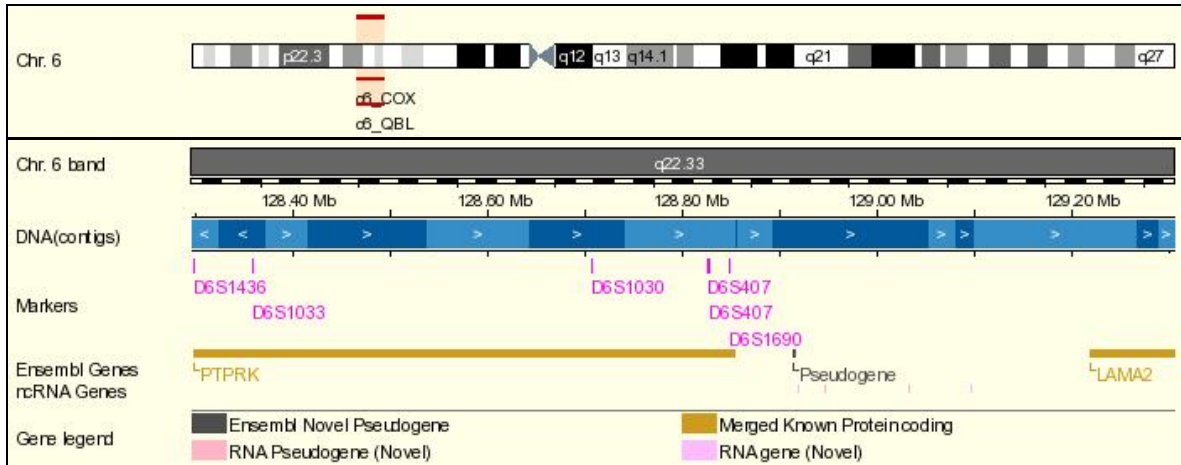 Chr. 6
p22.3 q12 q13 q14.1 q21 q27
c6_COX
c6_QBL
Chr. 6 band
q22.33
128.40 Mb 128.60 Mb 128.80 Mb 129.00 Mb 129.20 Mb
DNA(contigs) < < > > > > > > > > > > > >
Markers
D6S1436 D6S1030 D6S407
D6S1033 D6S407
D6S1690
Ensembl Genes
ncRNA Genes
PTPRK Pseudogene LAMA2
Gene legend
Ensembl Novel Pseudogene Merged Known Protein coding
RNA Pseudogene (Novel) RNA gene (Novel)